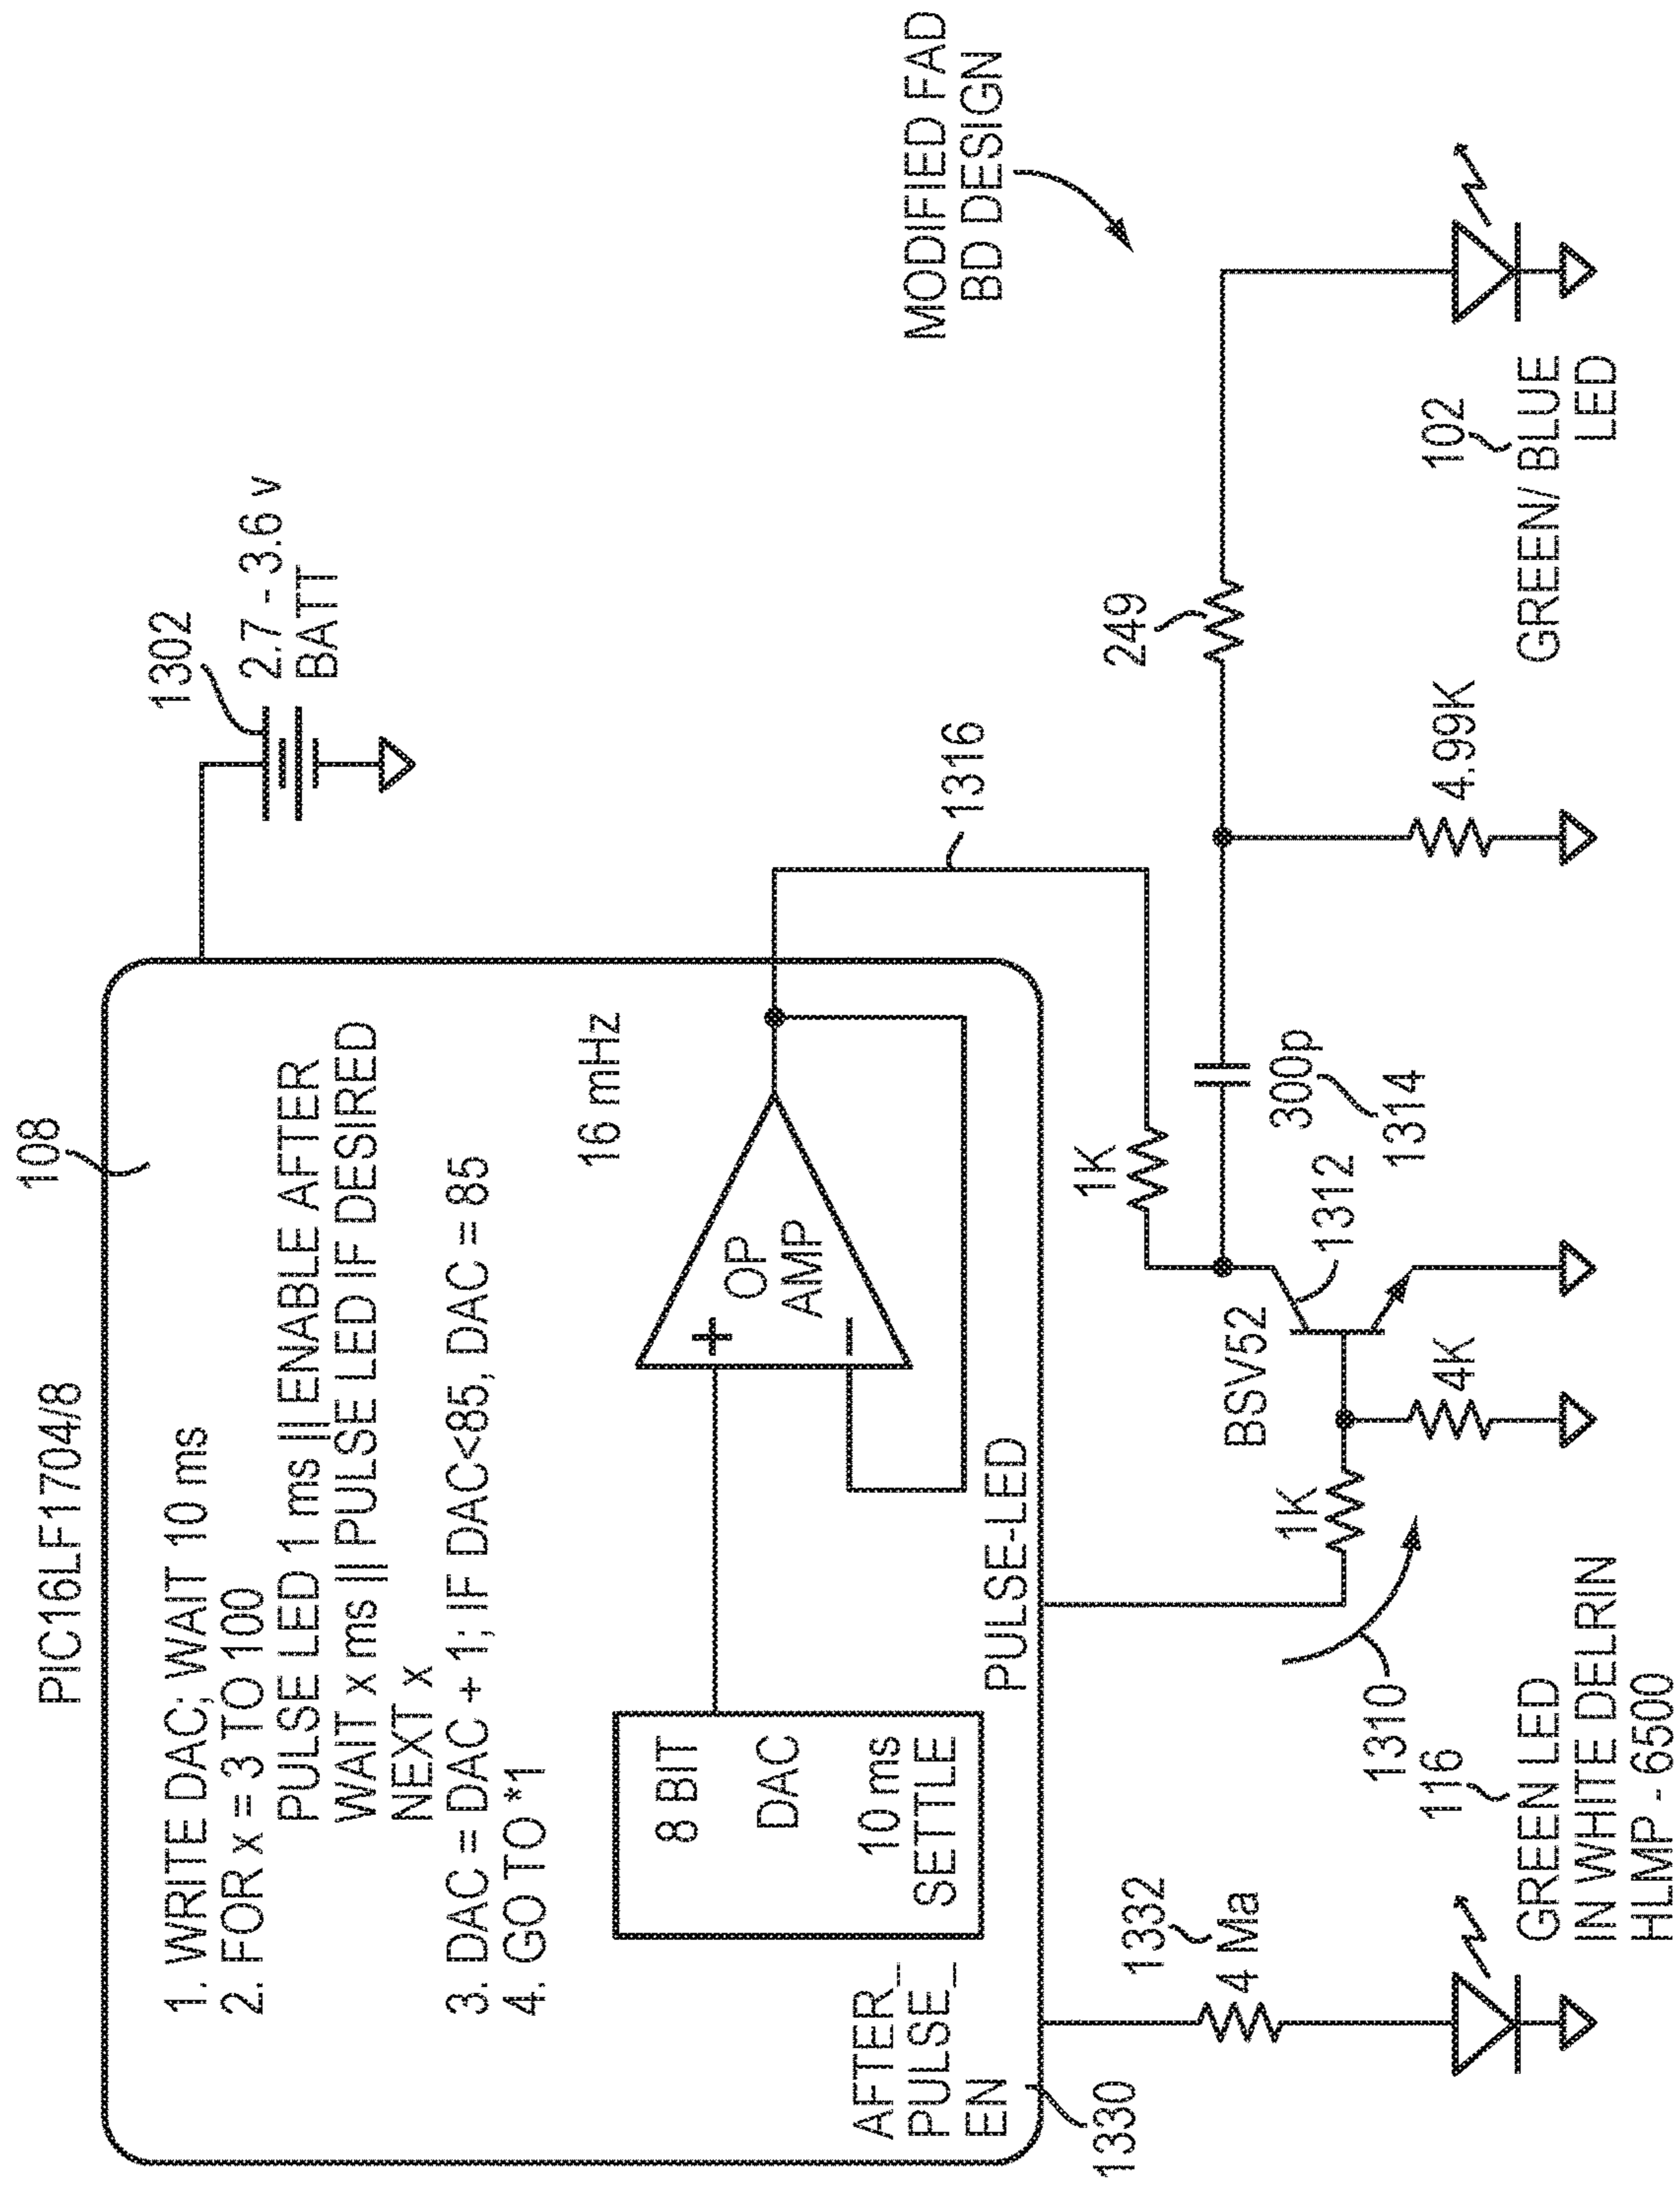 PIC16LF1704/8
108
1. WRITE DAC; WAIT 10 ms
2. FOR x = 3 TO 100
PULSE LED 1 ms ||| ENABLE AFTER
WAIT x ms ||| PULSE LED IF DESIRED
NEXT x
3. DAC = DAC + 1; IF DAC<85, DAC = 85
4. GO TO *1
1302
2.7 - 3.6 v
BATT
16 mHz
8 BIT
DAC
10 ms
SETTLE
+
OP
AMP
−
AFTER_
PULSE_
EN
PULSE-LED
1330
1316
MODIFIED FAD
BD DESIGN
1332
4 Ma
1K
249
BSV52
1312
300p
1314
1K
4K
4.99K
1310
116
GREEN LED
IN WHITE DELRIN
HLMP - 6500
102
GREEN/ BLUE
LED